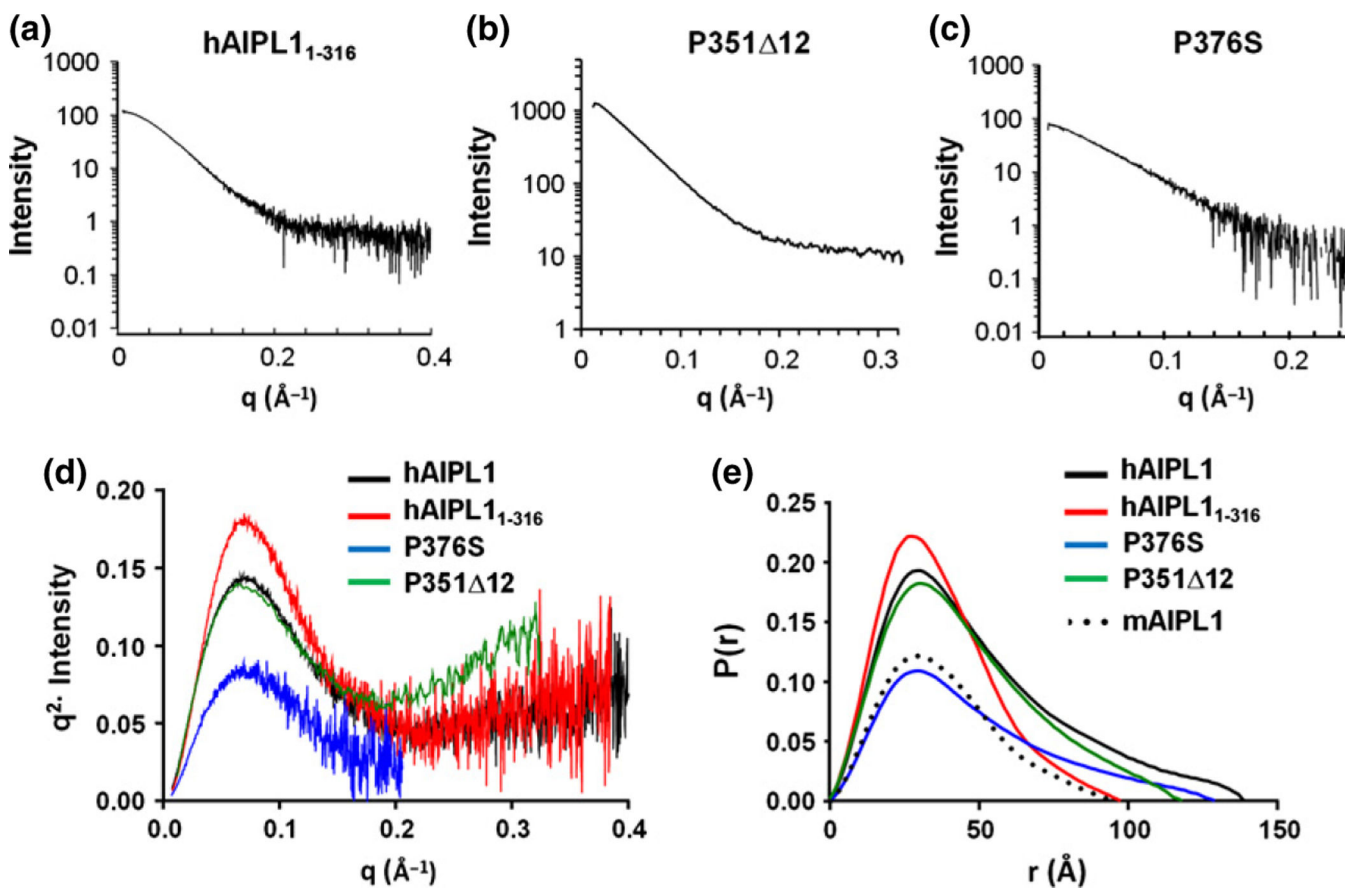 (a)
hAIPL1₁₋₃₁₆
1000
100
10
1
0.1
0.01
Intensity
0 0.2 0.4
q (Å⁻¹)
(b)
P351Δ12
1000
100
10
1
Intensity
0 0.1 0.2 0.3
q (Å⁻¹)
(c)
P376S
1000
100
10
1
0.1
0.01
Intensity
0 0.1 0.2
q (Å⁻¹)
(d)
hAIPL1
hAIPL1₁₋₃₁₆
P376S
P351Δ12
0.20
0.15
0.10
0.05
0.00
q²· Intensity
0.0 0.1 0.2 0.3 0.4
q (Å⁻¹)
(e)
hAIPL1
hAIPL1₁₋₃₁₆
P376S
P351Δ12
mAIPL1
0.25
0.20
0.15
0.10
0.05
0.00
P(r)
0 50 100 150
r (Å)